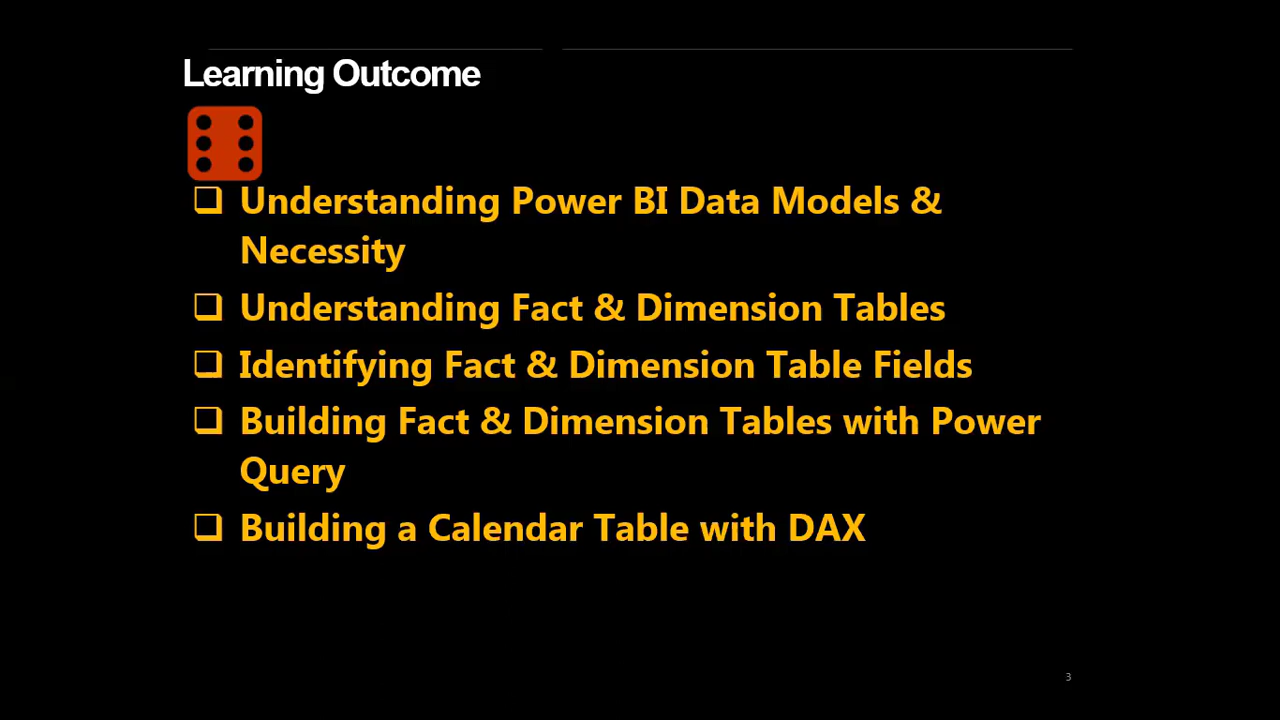 Learning Outcome
❑ Understanding Power BI Data Models &
Necessity
❑ Understanding Fact & Dimension Tables
❑ Identifying Fact & Dimension Table Fields
❑ Building Fact & Dimension Tables with Power
Query
❑ Building a Calendar Table with DAX
3